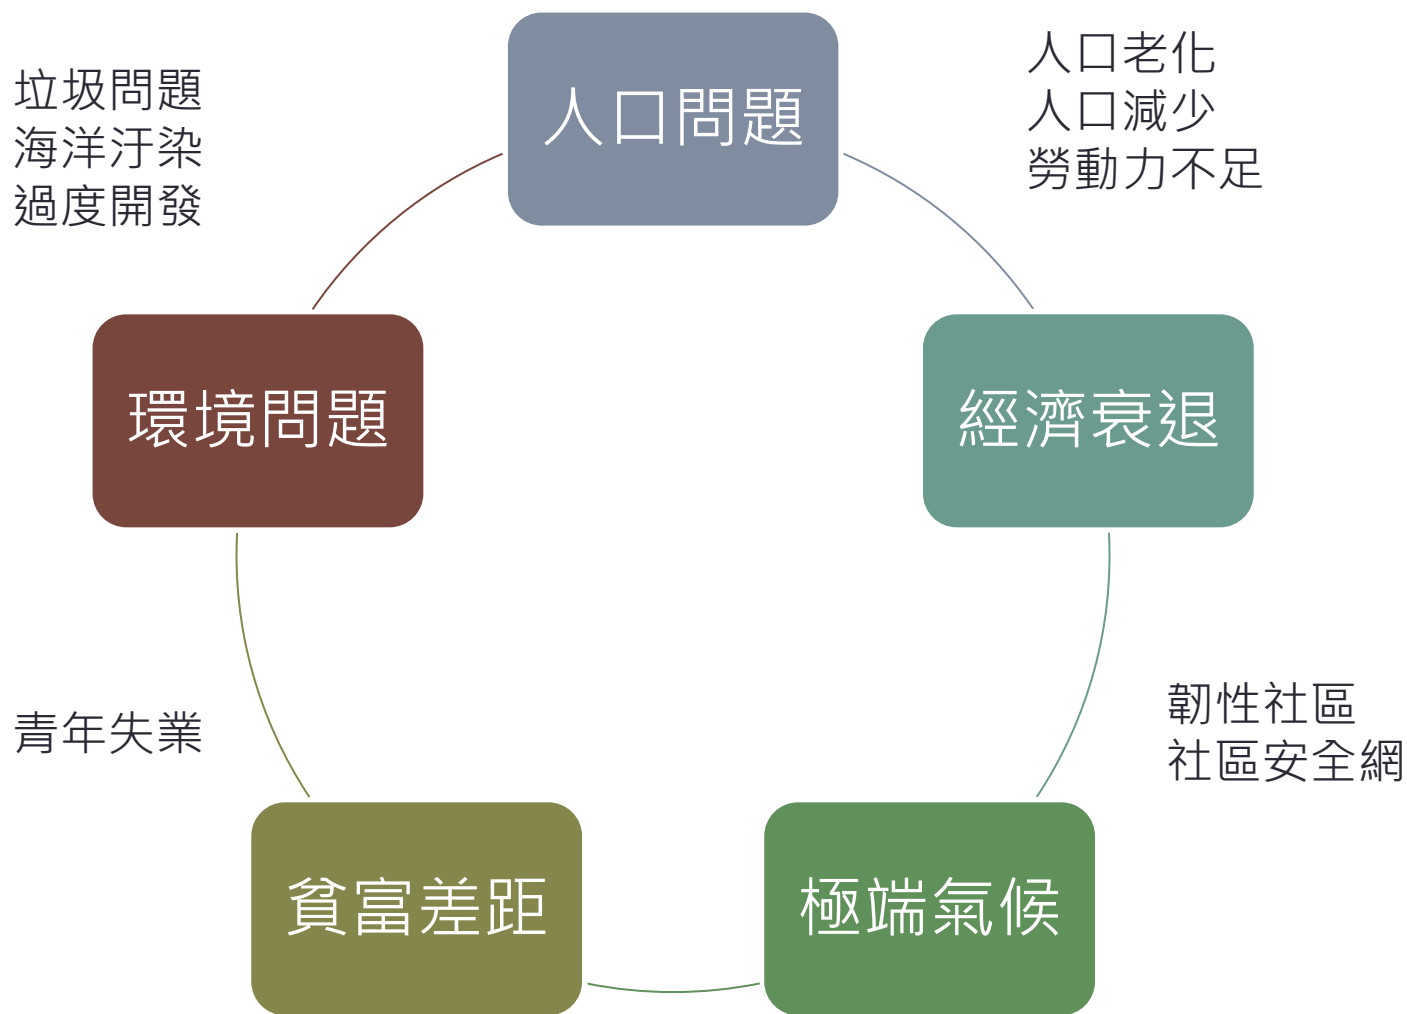 人口問題
人口老化
人口減少
勞動力不足
垃圾問題
海洋汙染
過度開發
環境問題
經濟衰退
青年失業
韌性社區
社區安全網
貧富差距
極端氣候